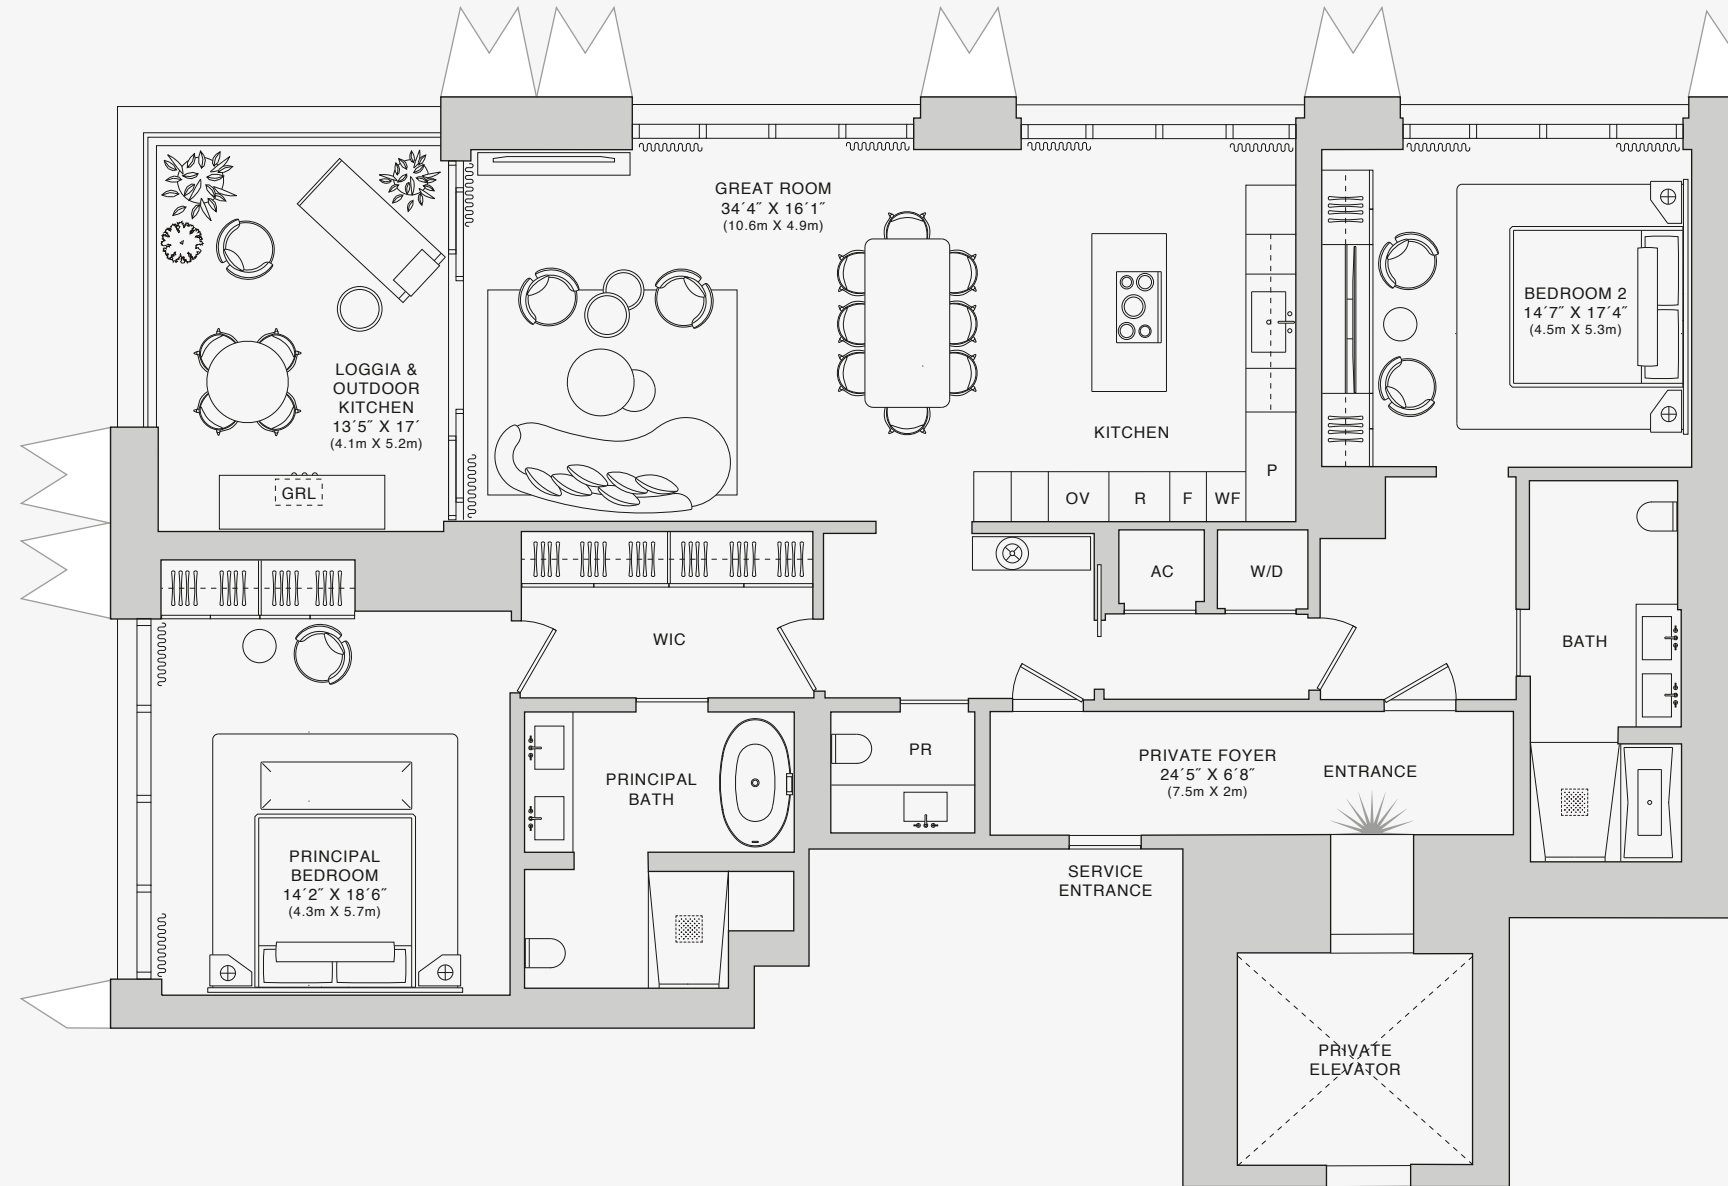 GREAT ROOM
34´4˝ X 16´1˝
(10.6m X 4.9m)
BEDROOM 2
14´7˝ X 17´4˝
(4.5m X 5.3m)
LOGGIA &
OUTDOOR
KITCHEN
13´5˝ X 17´
(4.1m X 5.2m)
GRL
KITCHEN
P
OV
R
F
WF
AC
W/D
WIC
BATH
PR
PRIVATE FOYER
24´5˝ X 6´8˝
(7.5m X 2m)
ENTRANCE
PRINCIPAL
BATH
PRINCIPAL
BEDROOM
14´2˝ X 18´6˝
(4.3m X 5.7m)
SERVICE
ENTRANCE
PRIVATE
ELEVATOR